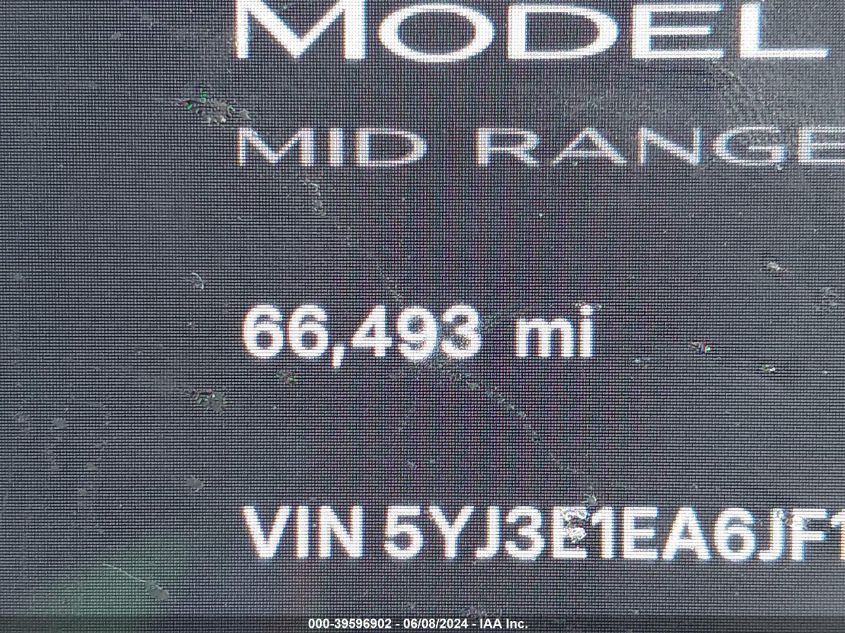 MODEL
MID RANGE
66,493 mi
VIN 5YJ3E1EA6JF1
000-39596902 - 06/08/2024 - IAA Inc.